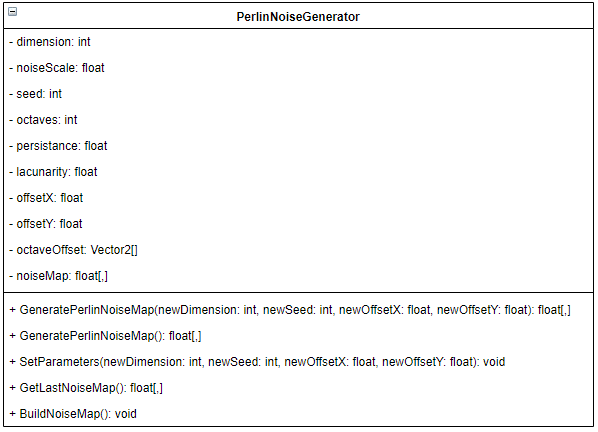 PerlinNoiseGenerator
- dimension: int
- noiseScale: float
- seed: int
- octaves: int
- persistance: float
- lacunarity: float
- offsetX: float
- offsetY: float
- octaveOffset: Vector2[]
- noiseMap: float[,]
+ GeneratePerlinNoiseMap(newDimension: int, newSeed: int, newOffsetX: float, newOffsetY: float): float[,]
+ GeneratePerlinNoiseMap(): float[,]
+ SetParameters(newDimension: int, newSeed: int, newOffsetX: float, newOffsetY: float): void
+ GetLastNoiseMap(): float[,]
+ BuildNoiseMap(): void